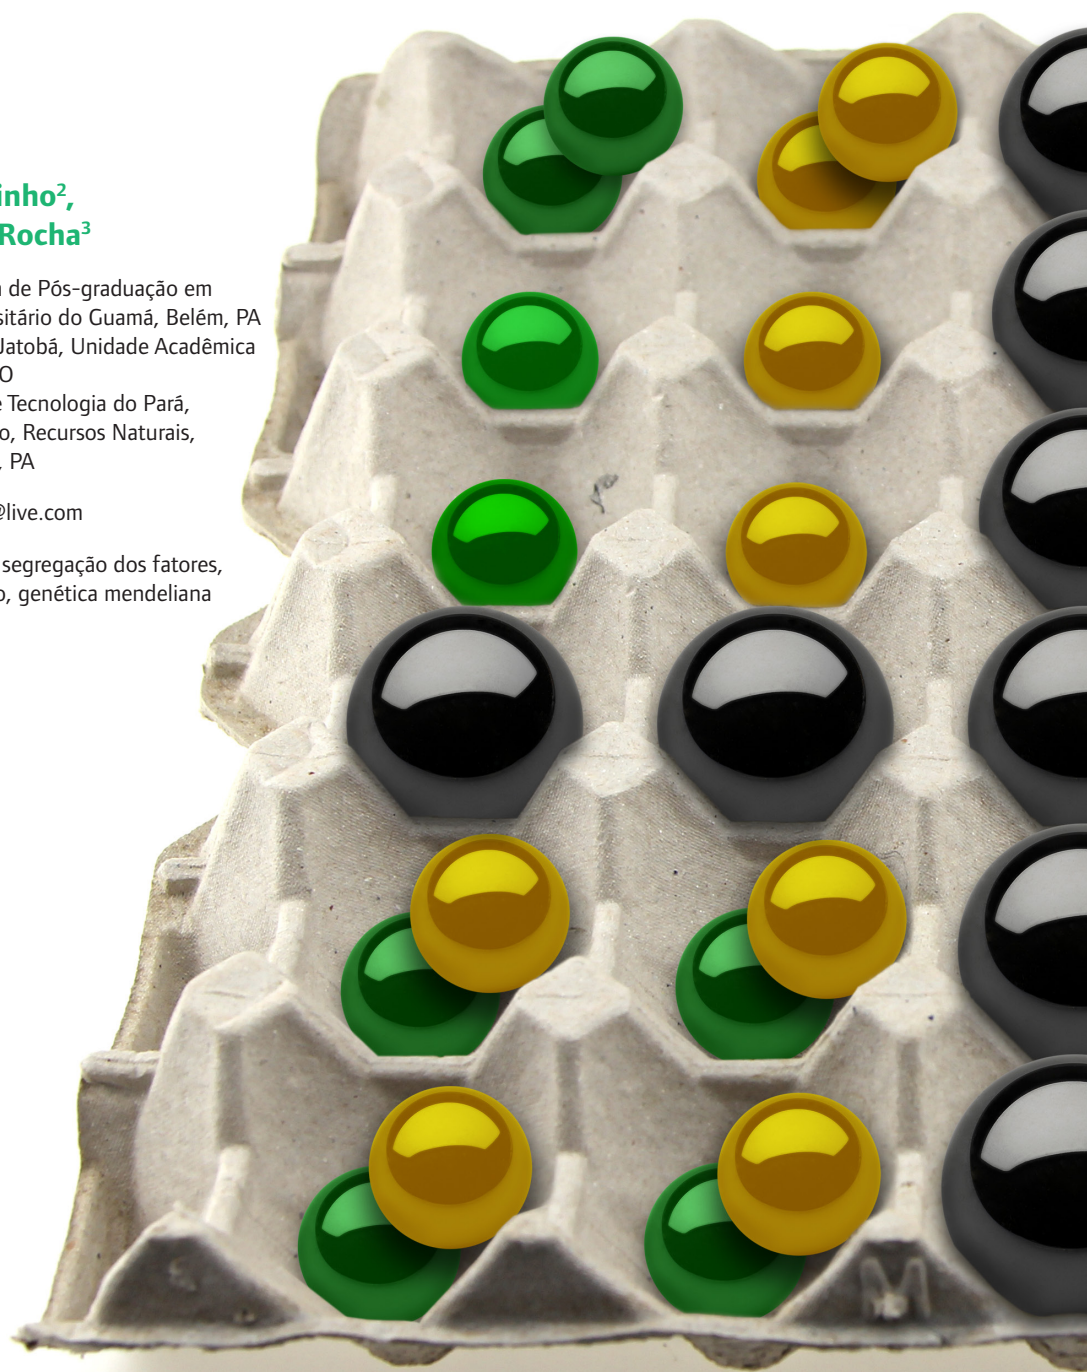 inho²,
Rocha³
a de Pós-graduação em
sitário do Guamá, Belém, PA
Jatobá, Unidade Acadêmica
O
e Tecnologia do Pará,
o, Recursos Naturais,
, PA
@live.com
segregação dos fatores,
o, genética mendeliana
M